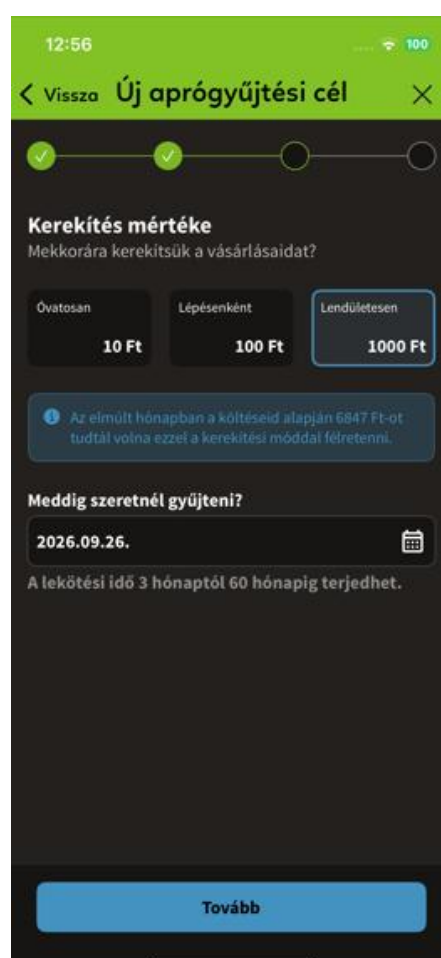 12:56
100
Vissza Új aprógyűjtési cél
Kerekítés mértéke
Mekkorára kerekítsük a vásárlásaidat?
Óvatosan
10 Ft
Lépésenként
100 Ft
Lendületesen
1000 Ft
Az elmúlt hónapban a költéseid alapján 6847 Ft-ot
tudtál volna ezzel a kerekítési móddal félretenni.
Meddig szeretnél gyűjteni?
2026.09.26.
A lekötési idő 3 hónaptól 60 hónapig terjedhet.
Tovább